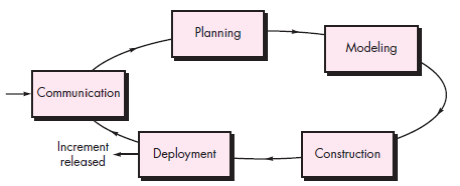 Planning
Modeling
Communication
Increment
released
Deployment
Construction